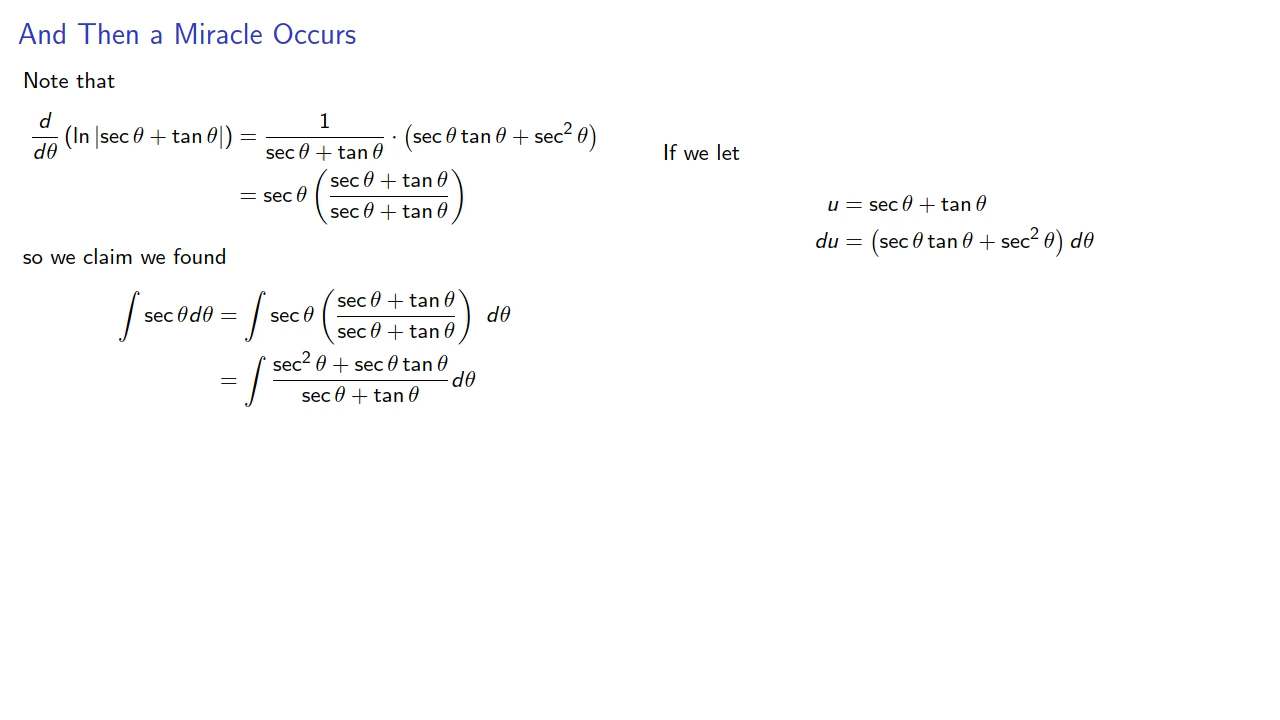 And Then a Miracle Occurs
Note that
d/dθ (ln |sec θ + tan θ|) = 1/(sec θ + tan θ) · (sec θ tan θ + sec² θ)
= sec θ ((sec θ + tan θ)/(sec θ + tan θ))
so we claim we found
∫ sec θdθ = ∫ sec θ ((sec θ + tan θ)/(sec θ + tan θ)) dθ
= ∫ (sec² θ + sec θ tan θ)/(sec θ + tan θ) dθ
If we let
u = sec θ + tan θ
du = (sec θ tan θ + sec² θ) dθ